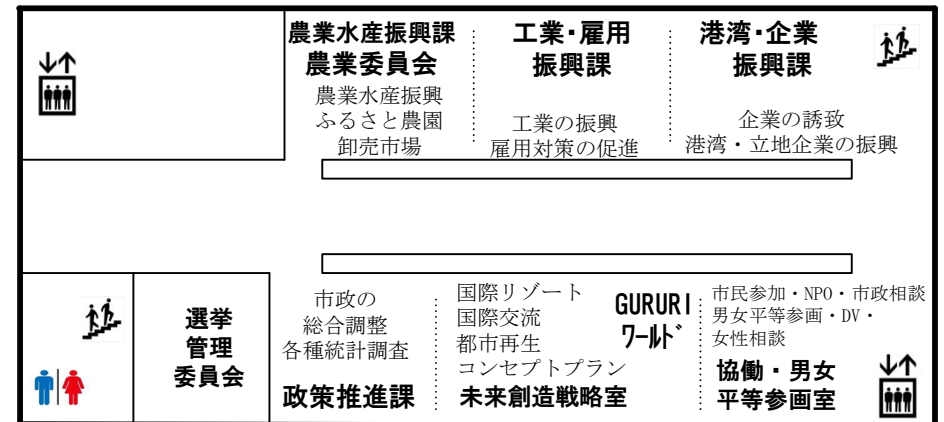 農業水産振興課
農業委員会
農業水産振興
ふるさと農園
卸売市場
工業・雇用
振興課
工業の振興
雇用対策の促進
港湾・企業
振興課
企業の誘致
港湾・立地企業の振興
選挙
管理
委員会
市政の
総合調整
各種統計調査
政策推進課
国際リゾート
国際交流
都市再生
コンセプトプラン
未来創造戦略室
GURURI
ワールド
市民参加・NPO・市政相談
男女平等参画・DV・
女性相談
協働・男女
平等参画室